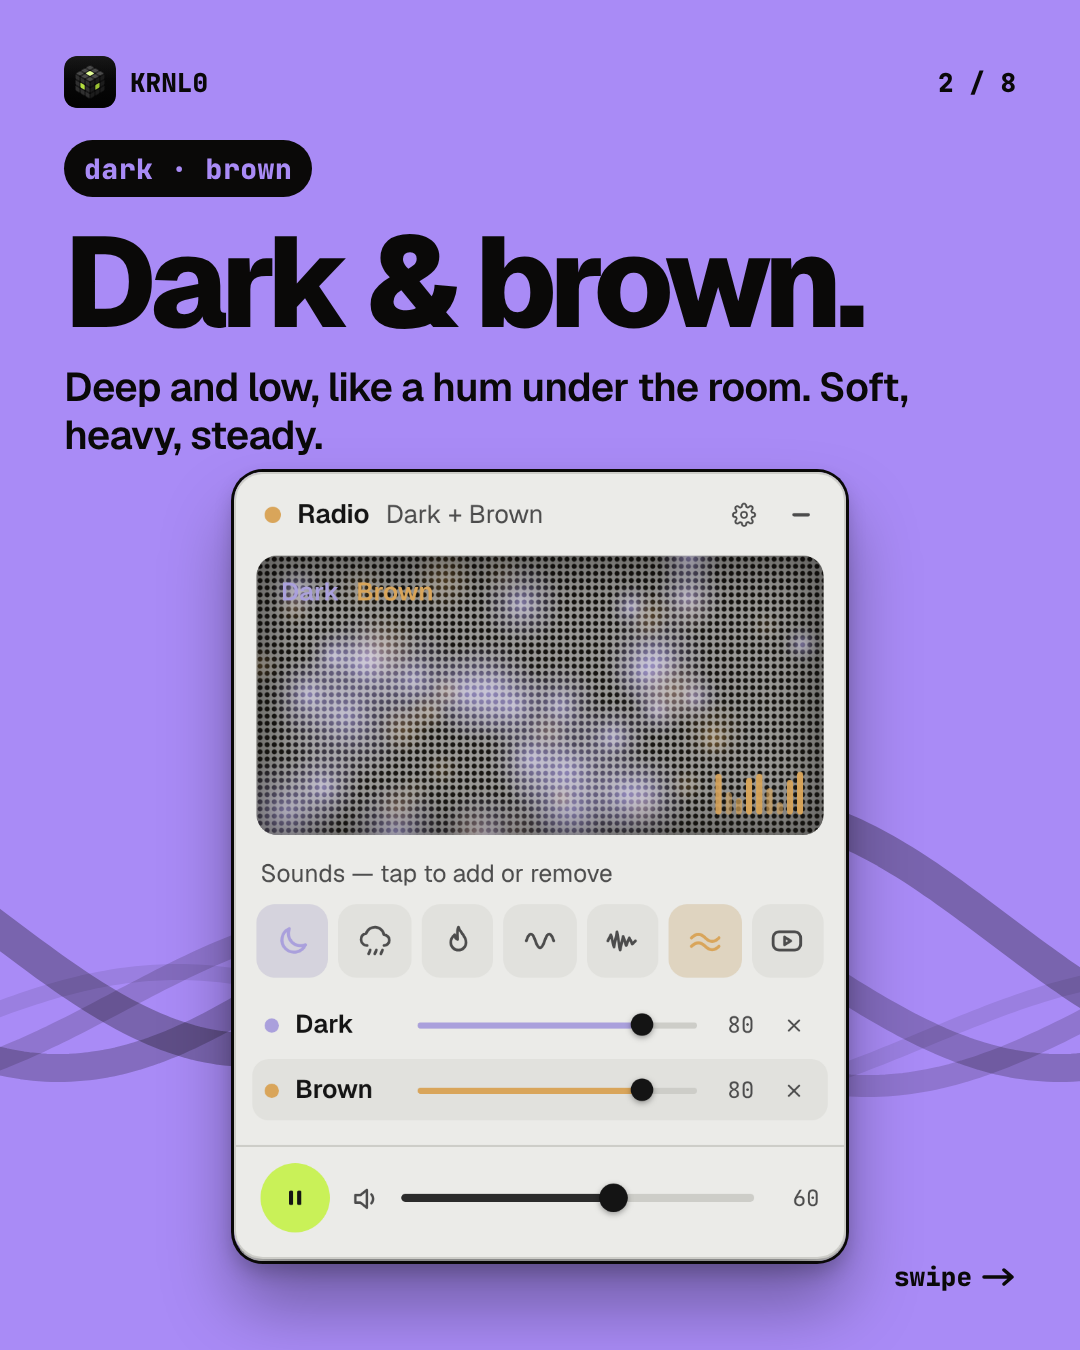 KRNL0
2 / 8
dark · brown
Dark & brown.
Deep and low, like a hum under the room. Soft,
heavy, steady.
Radio Dark + Brown
Dark Brown
Sounds — tap to add or remove
Dark 80
Brown 80
60
swipe →